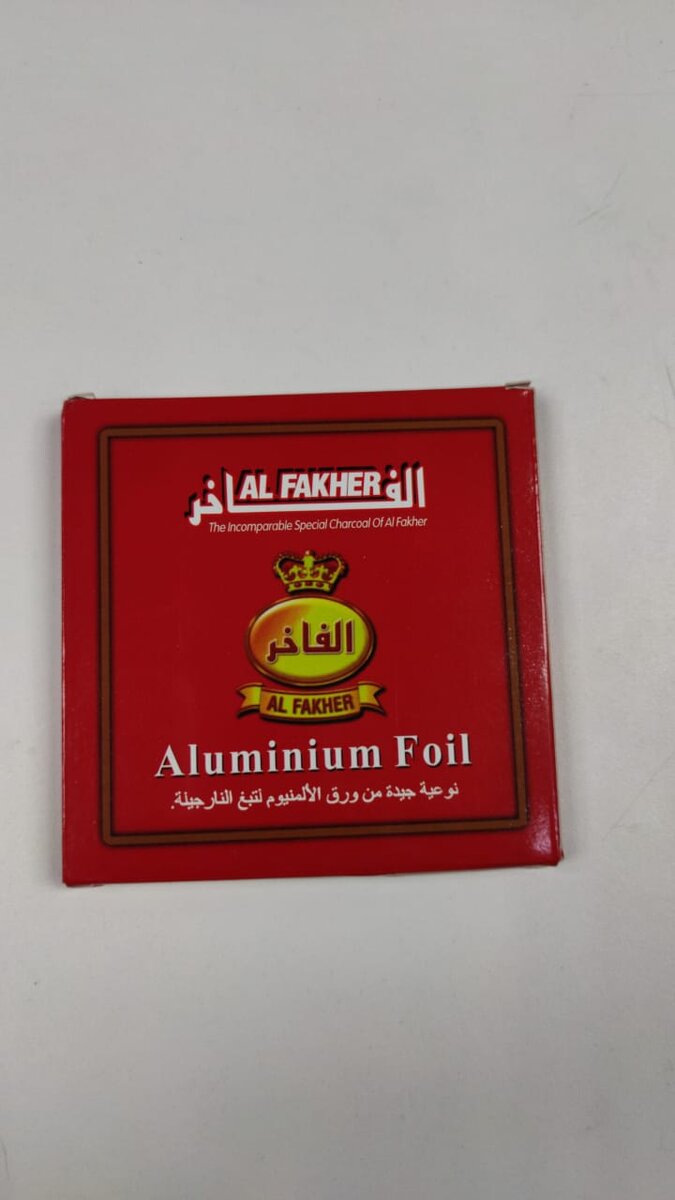 الفاخر AL FAKHER
The Incomparable Special Charcoal Of Al Fakher
الفاخر
AL FAKHER
Aluminium Foil
نوعية جيدة من ورق الألمنيوم لتبغ النارجيلة.